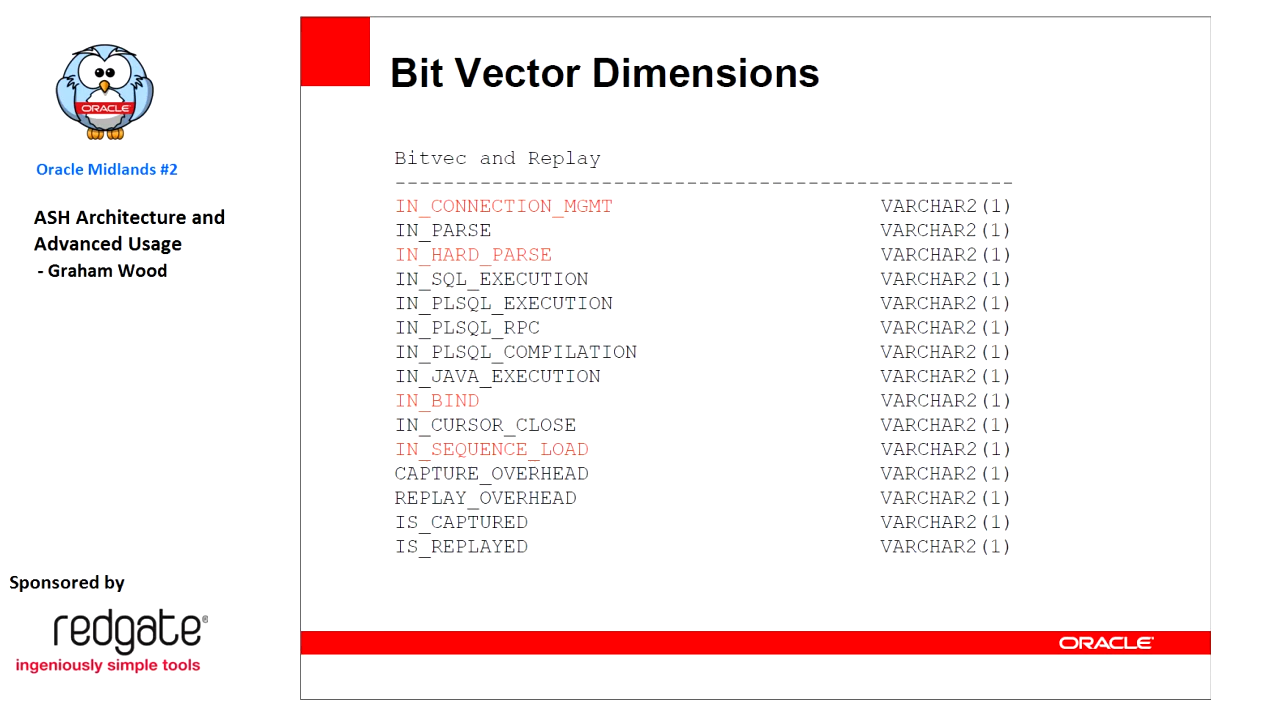 ORACLE
Oracle Midlands #2
ASH Architecture and
Advanced Usage
- Graham Wood
Sponsored by
redgate®
ingeniously simple tools
Bit Vector Dimensions
Bitvec and Replay
---------------------------------------------------
IN_CONNECTION_MGMT VARCHAR2(1)
IN_PARSE VARCHAR2(1)
IN_HARD_PARSE VARCHAR2(1)
IN_SQL_EXECUTION VARCHAR2(1)
IN_PLSQL_EXECUTION VARCHAR2(1)
IN_PLSQL_RPC VARCHAR2(1)
IN_PLSQL_COMPILATION VARCHAR2(1)
IN_JAVA_EXECUTION VARCHAR2(1)
IN_BIND VARCHAR2(1)
IN_CURSOR_CLOSE VARCHAR2(1)
IN_SEQUENCE_LOAD VARCHAR2(1)
CAPTURE_OVERHEAD VARCHAR2(1)
REPLAY_OVERHEAD VARCHAR2(1)
IS_CAPTURED VARCHAR2(1)
IS_REPLAYED VARCHAR2(1)
ORACLE